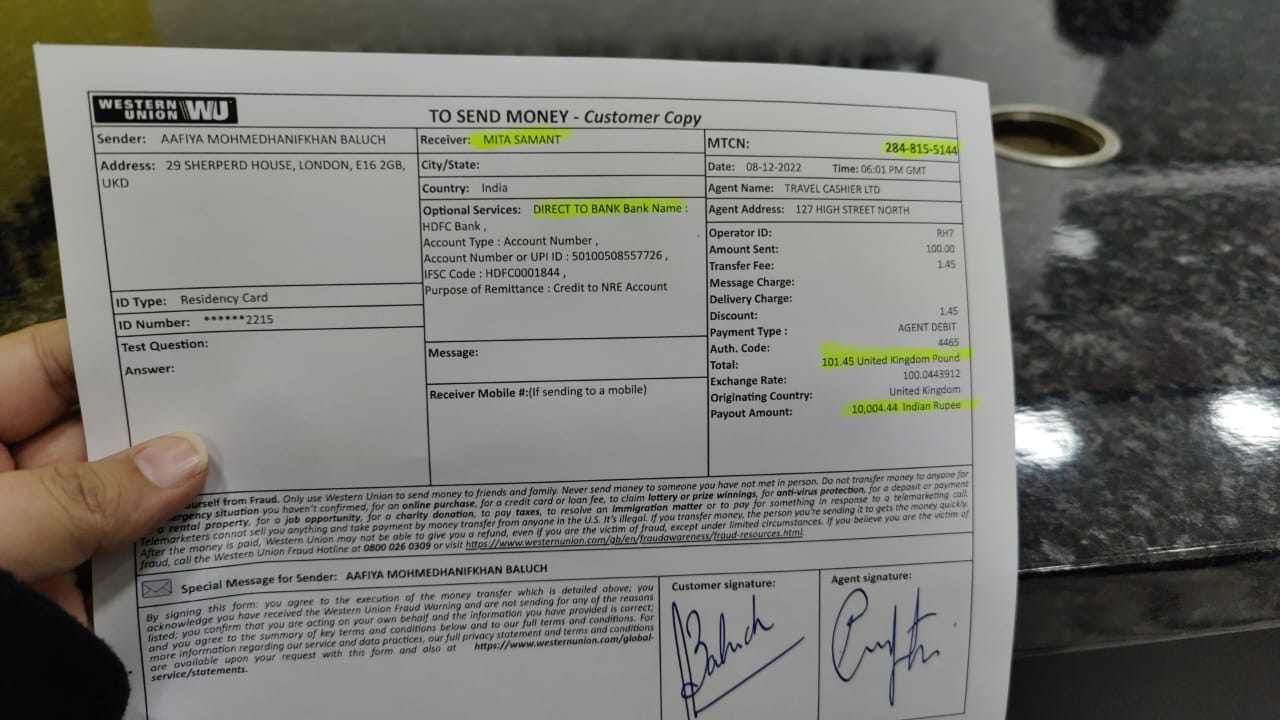 WESTERN UNION WU
TO SEND MONEY - Customer Copy
Sender: AAFIYA MOHMEDHANIFKHAN BALUCH
Address: 29 SHERPERD HOUSE, LONDON, E16 2GB,
UKD
ID Type: Residency Card
ID Number: ******2215
Test Question:
Answer:
Receiver: MITA SAMANT
City/State:
Country: India
Optional Services: DIRECT TO BANK Bank Name :
HDFC Bank ,
Account Type : Account Number ,
Account Number or UPI ID : 50100508557726 ,
IFSC Code : HDFC0001844 ,
Purpose of Remittance : Credit to NRE Account
Message:
Receiver Mobile #:(If sending to a mobile)
MTCN: 284-815-5144
Date: 08-12-2022 Time: 06:01 PM GMT
Agent Name: TRAVEL CASHIER LTD
Agent Address: 127 HIGH STREET NORTH
Operator ID: RH7
Amount Sent: 100.00
Transfer Fee: 1.45
Message Charge:
Delivery Charge:
Discount: 1.45
Payment Type : AGENT DEBIT
Auth. Code: 4465
Total: 101.45 United Kingdom Pound
Exchange Rate: 100.0443912
Originating Country: United Kingdom
Payout Amount: 10,004.44 Indian Rupee
ourself from Fraud. Only use Western Union to send money to friends and family. Never send money to someone you have not met in person. Do not transfer money to anyone for
ergency situation you haven't confirmed, for an online purchase, for a credit card or loan fee, to claim lottery or prize winnings, for anti-virus protection, for a deposit or payment
a rental property, for a job opportunity, for a charity donation, to pay taxes, to resolve an immigration matter or to pay for something in response to a telemarketing call.
Telemarketers cannot sell you anything and take payment by money transfer from anyone in the U.S. It's illegal. If you transfer money, the person you're sending it to gets the money quickly.
After the money is paid, Western Union may not be able to give you a refund, even if you are the victim of fraud, except under limited circumstances. If you believe you are the victim of
fraud, call the Western Union Fraud Hotline at 0800 026 0309 or visit https://www.westernunion.com/gb/en/fraudawareness/fraud-resources.html.
Special Message for Sender: AAFIYA MOHMEDHANIFKHAN BALUCH
By signing this form: you agree to the execution of the money transfer which is detailed above; you
acknowledge you have received the Western Union Fraud Warning and are not sending for any of the reasons
listed; you confirm that you are acting on your own behalf and the information you have provided is correct;
and you agree to the summary of key terms and conditions below and to our full terms and conditions. For
more information regarding our service and data practices, our full privacy statement and terms and conditions
are available upon your request with this form and also at https://www.westernunion.com/global-
service/statements.
Customer signature:
Baluch
Agent signature: